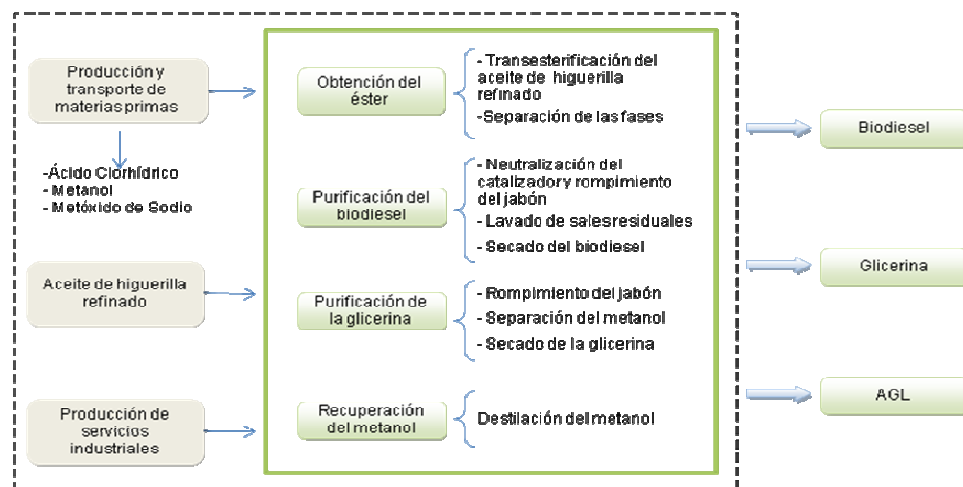 Producción y
transporte de
materias primas
-Ácido Clorhídrico
- Metanol
- Metóxido de Sodio
Aceite de higuerilla
refinado
Producción de
servicios
industriales
Obtención del
éster
- Transesterificación del
aceite de higuerilla
refinado
-Separación de las fases
Purificación del
biodiesel
- Neutralización del
catalizador y rompimiento
del jabón
- Lavado de sales residuales
- Secado del biodiesel
Purificación de
la glicerina
- Rompimiento del jabón
- Separación del metanol
- Secado de la glicerina
Recuperación
del metanol
Destilación del metanol
Biodiesel
Glicerina
AGL